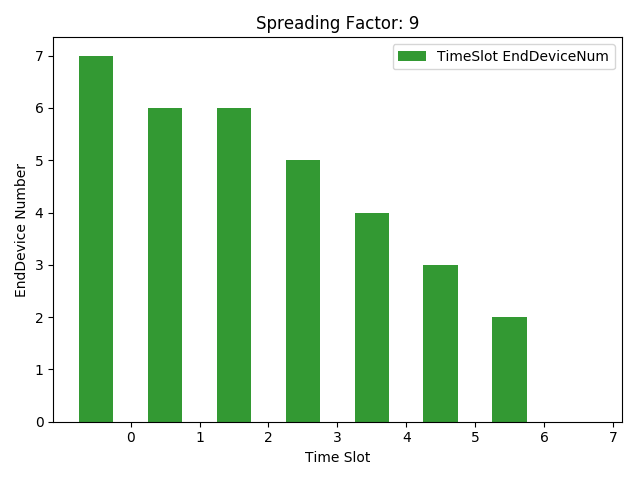 Spreading Factor: 9
TimeSlot EndDeviceNum
EndDevice Number
7
6
5
4
3
2
1
0
0 1 2 3 4 5 6 7
Time Slot